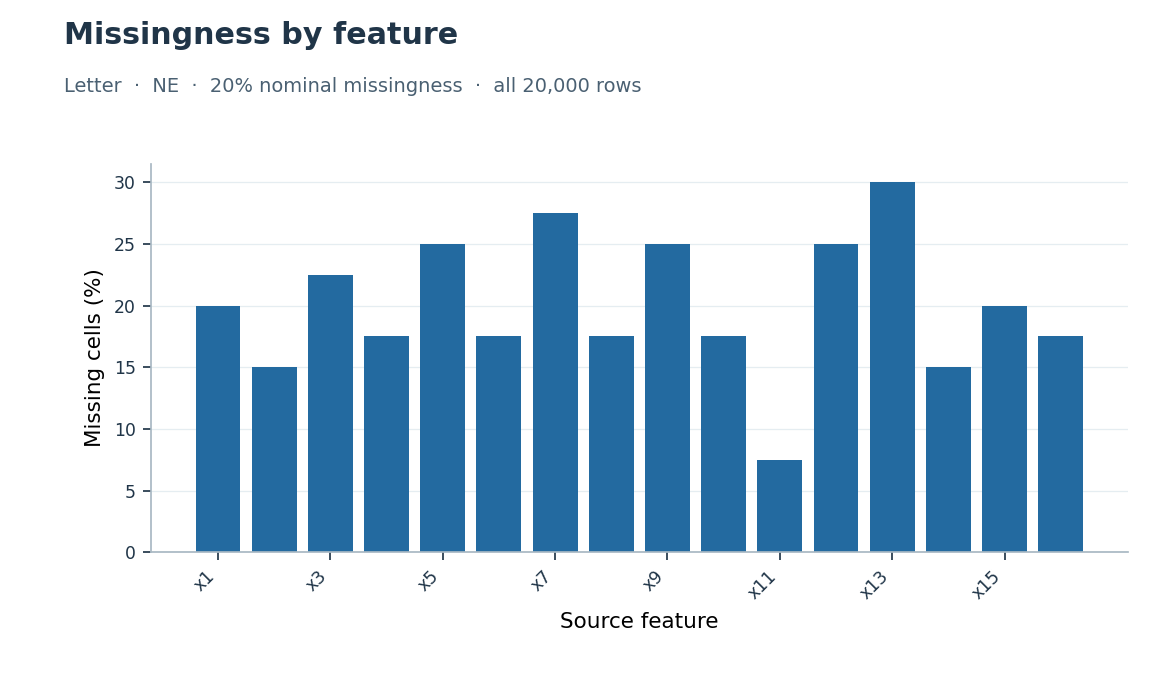 Missingness by feature
Letter · NE · 20% nominal missingness · all 20,000 rows
30
25
20
15
10
5
0
Missing cells (%)
x1 x3 x5 x7 x9 x11 x13 x15
Source feature